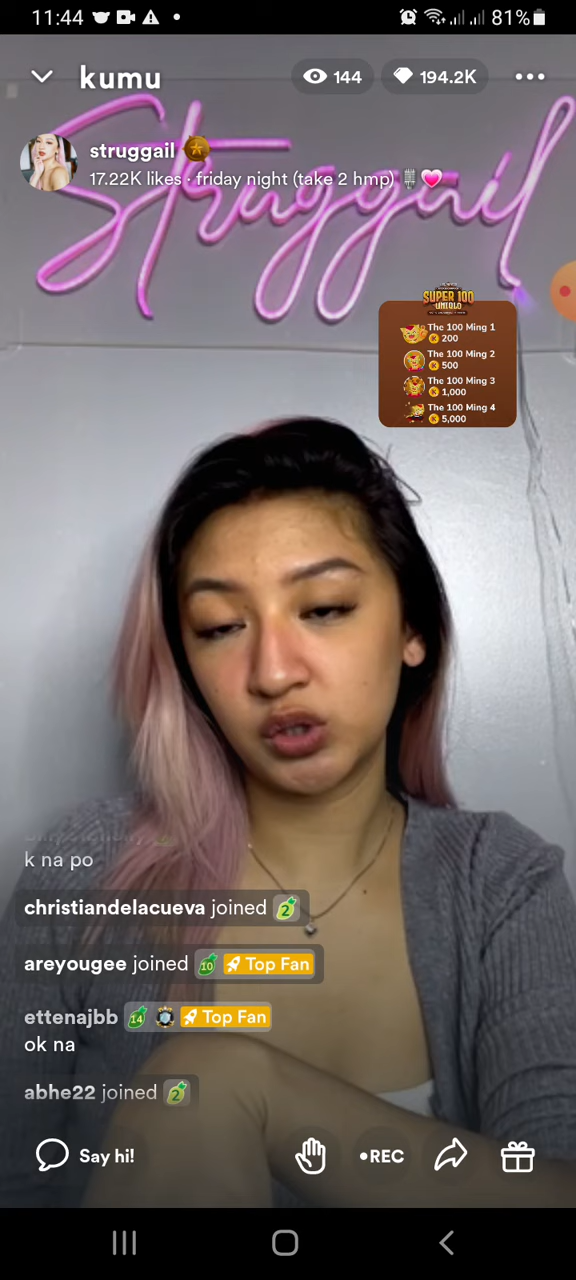 11:44
81%
kumu
144
194.2K
Struggail
struggail
17.22K likes · friday night (take 2 hmp)
SUPER 100
UNTOLD
The 100 Ming 1
200
The 100 Ming 2
500
The 100 Ming 3
1,000
The 100 Ming 4
5,000
k na po
christiandelacueva joined 2
areyougee joined 10 Top Fan
ettenajbb 14 Top Fan
ok na
abhe22 joined 2
Say hi!
•REC